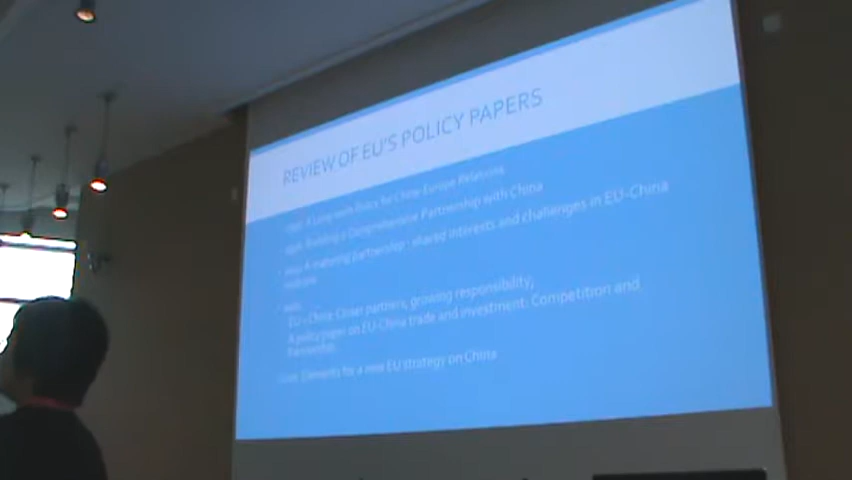 REVIEW OF EU'S POLICY PAPERS
A Long-term Policy for China-Europe Relations
Building a Comprehensive Partnership with China
A maturing partnership - shared interests and challenges in EU-China
EU - China: Closer partners, growing responsibility;
A policy paper on EU-China trade and investment: Competition and
Partnership
Elements for a new EU strategy on China